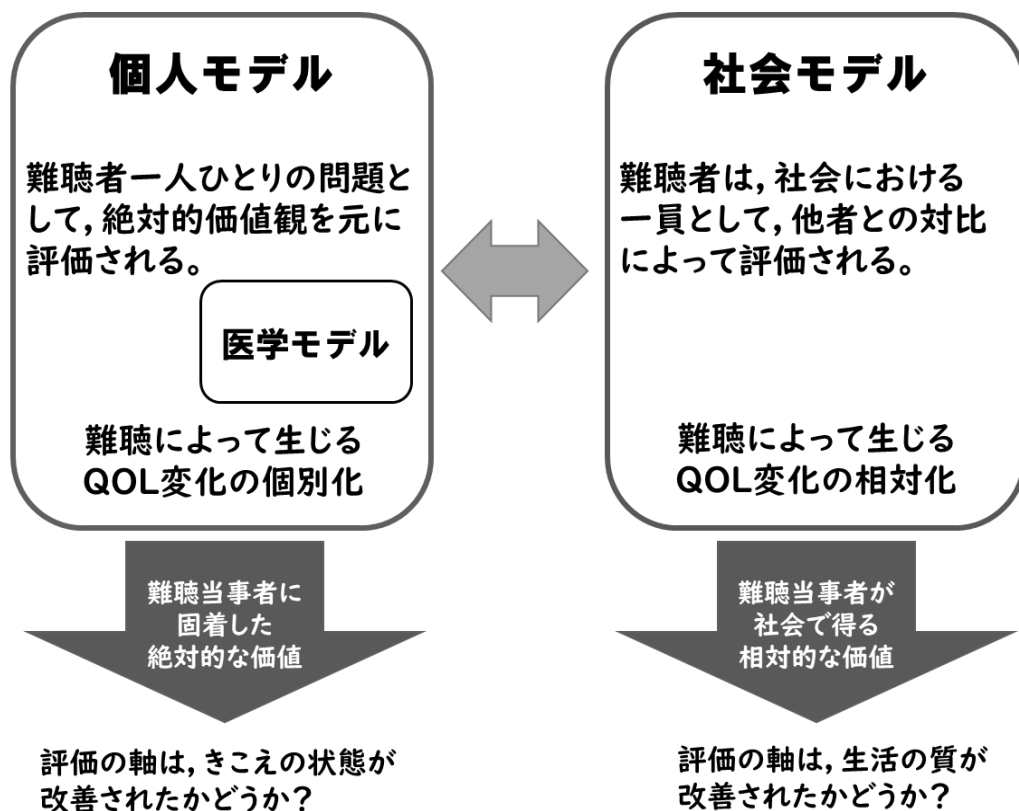 個人モデル
難聴者一人ひとりの問題と
して,絶対的価値観を元に
評価される。
医学モデル
難聴によって生じる
QOL変化の個別化
難聴当事者に
固着した
絶対的な価値
評価の軸は,きこえの状態が
改善されたかどうか?
社会モデル
難聴者は,社会における
一員として,他者との対比
によって評価される。
難聴によって生じる
QOL変化の相対化
難聴当事者が
社会で得る
相対的な価値
評価の軸は,生活の質が
改善されたかどうか?